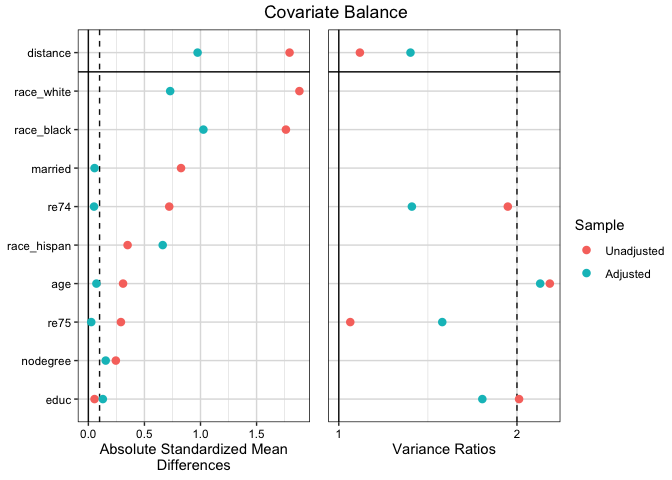 Covariate Balance
distance
race_white
race_black
married
re74
race_hispan
age
re75
nodegree
educ
0.0 0.5 1.0 1.5
1 2
Absolute Standardized Mean
Differences
Variance Ratios
Sample
Unadjusted
Adjusted